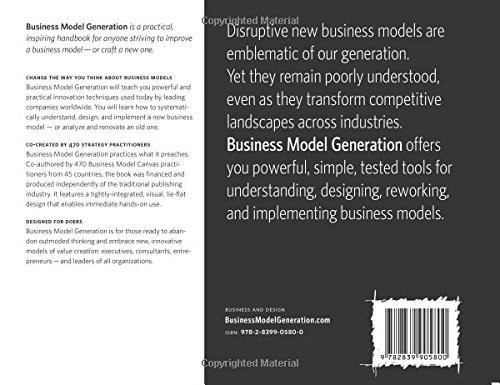 Copyrighted Material
Business Model Generation is a practical,
inspiring handbook for anyone striving to improve
a business model — or craft a new one.
CHANGE THE WAY YOU THINK ABOUT BUSINESS MODELS
Business Model Generation will teach you powerful and
practical innovation techniques used today by leading
companies worldwide. You will learn how to systemati-
cally understand, design, and implement a new business
model — or analyze and renovate an old one.
CO-CREATED BY 470 STRATEGY PRACTITIONERS
Business Model Generation practices what it preaches.
Co-authored by 470 Business Model Canvas practi-
tioners from 45 countries, the book was financed and
produced independently of the traditional publishing
industry. It features a tightly-integrated, visual, lie-flat
design that enables immediate hands-on use.
DESIGNED FOR DOERS
Business Model Generation is for those ready to aban-
don outmoded thinking and embrace new, innovative
models of value creation: executives, consultants, entre-
preneurs — and leaders of all organizations.
Disruptive new business models are
emblematic of our generation.
Yet they remain poorly understood,
even as they transform competitive
landscapes across industries.
Business Model Generation offers
you powerful, simple, tested tools for
understanding, designing, reworking,
and implementing business models.
BUSINESS AND DESIGN
BusinessModelGeneration.com
ISBN: 978-2-8399-0580-0
9 782839 905800
Copyrighted Material